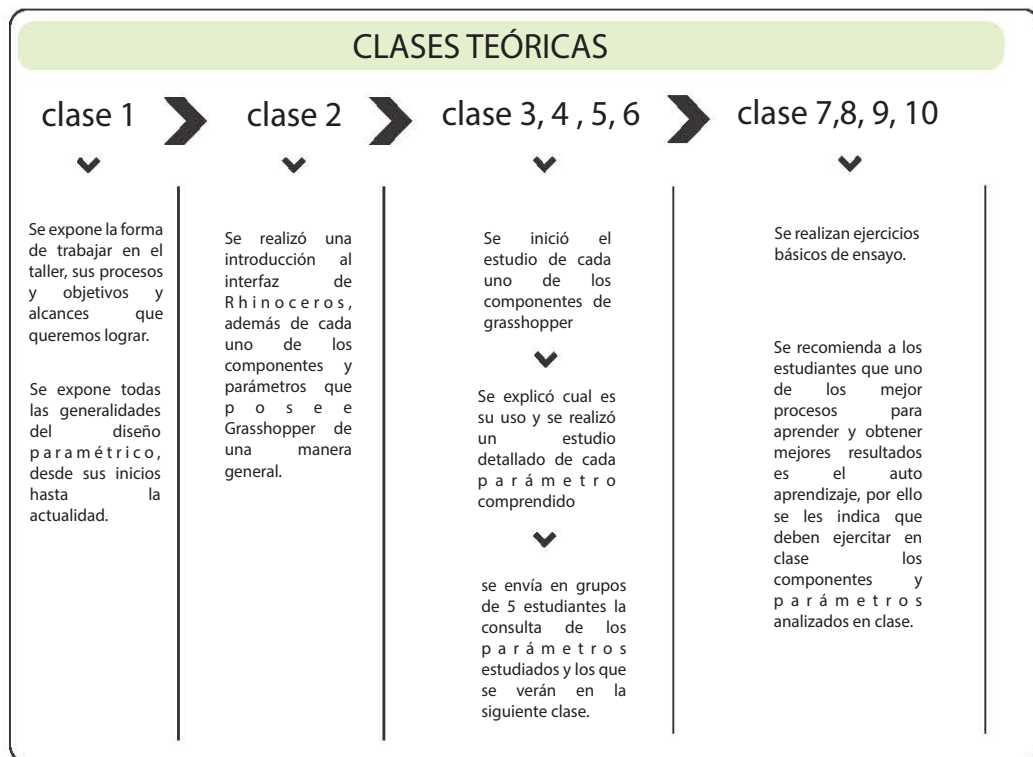 CLASES TEÓRICAS
clase 1
clase 2
clase 3, 4 , 5, 6
clase 7,8, 9, 10
Se expone la forma
de trabajar en el
taller, sus procesos
y objetivos y
alcances que
queremos lograr.
Se expone todas
las generalidades
del diseño
paramétrico,
desde sus inicios
hasta la
actualidad.
Se realizó una
introducción al
interfaz de
Rhinoceros,
además de cada
uno de los
componentes y
parámetros que
posee
Grasshopper de
una manera
general.
Se inició el
estudio de cada
uno de los
componentes de
grasshopper
Se explicó cual es
su uso y se realizó
un estudio
detallado de cada
parámetro
comprendido
se envía en grupos
de 5 estudiantes la
consulta de los
parámetros
estudiados y los que
se verán en la
siguiente clase.
Se realizan ejercicios
básicos de ensayo.
Se recomienda a los
estudiantes que uno
de los mejor
procesos para
aprender y obtener
mejores resultados
es el auto
aprendizaje, por ello
se les indica que
deben ejercitar en
clase los
componentes y
parámetros
analizados en clase.